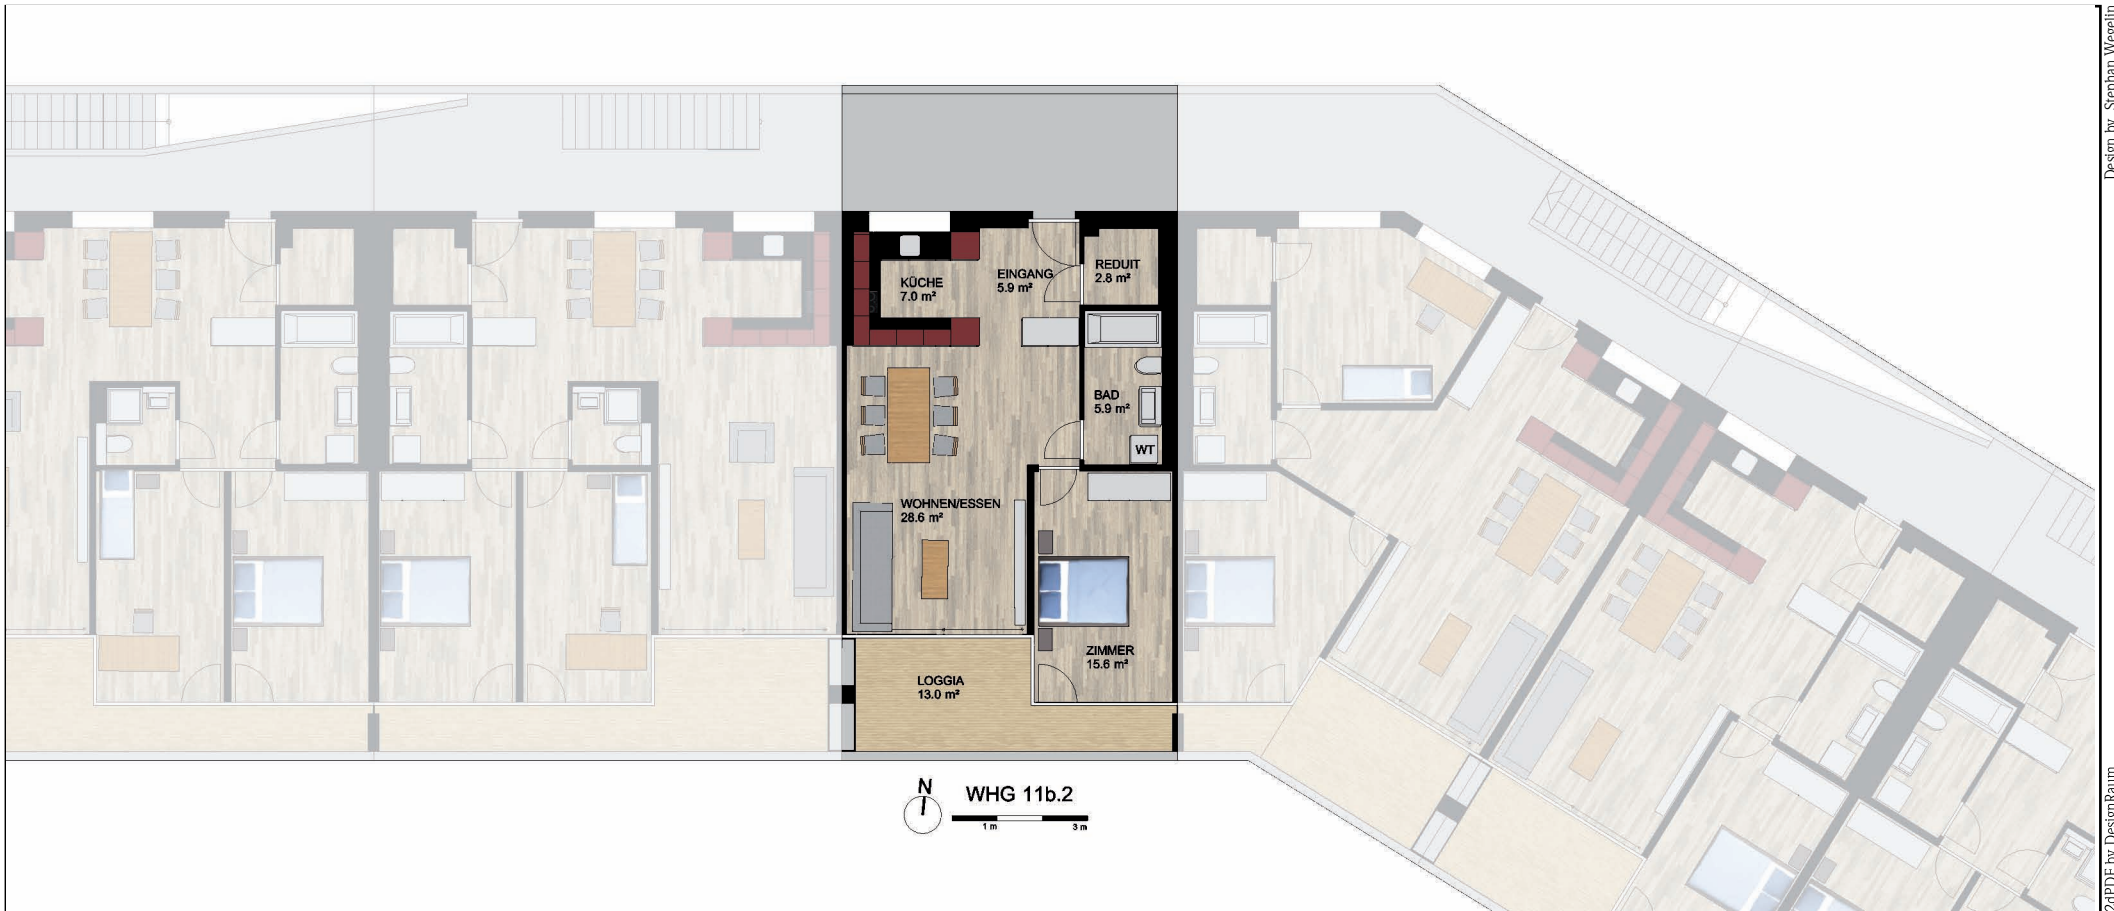 Design by Stephan Wegelin
KÜCHE
7.0 m²
EINGANG
5.9 m²
REDUIT
2.8 m²
BAD
5.9 m²
WT
WOHNEN/ESSEN
28.6 m²
ZIMMER
15.6 m²
LOGGIA
13.0 m²
N
WHG 11b.2
1 m
3 m
2dPDF by DesignRaum